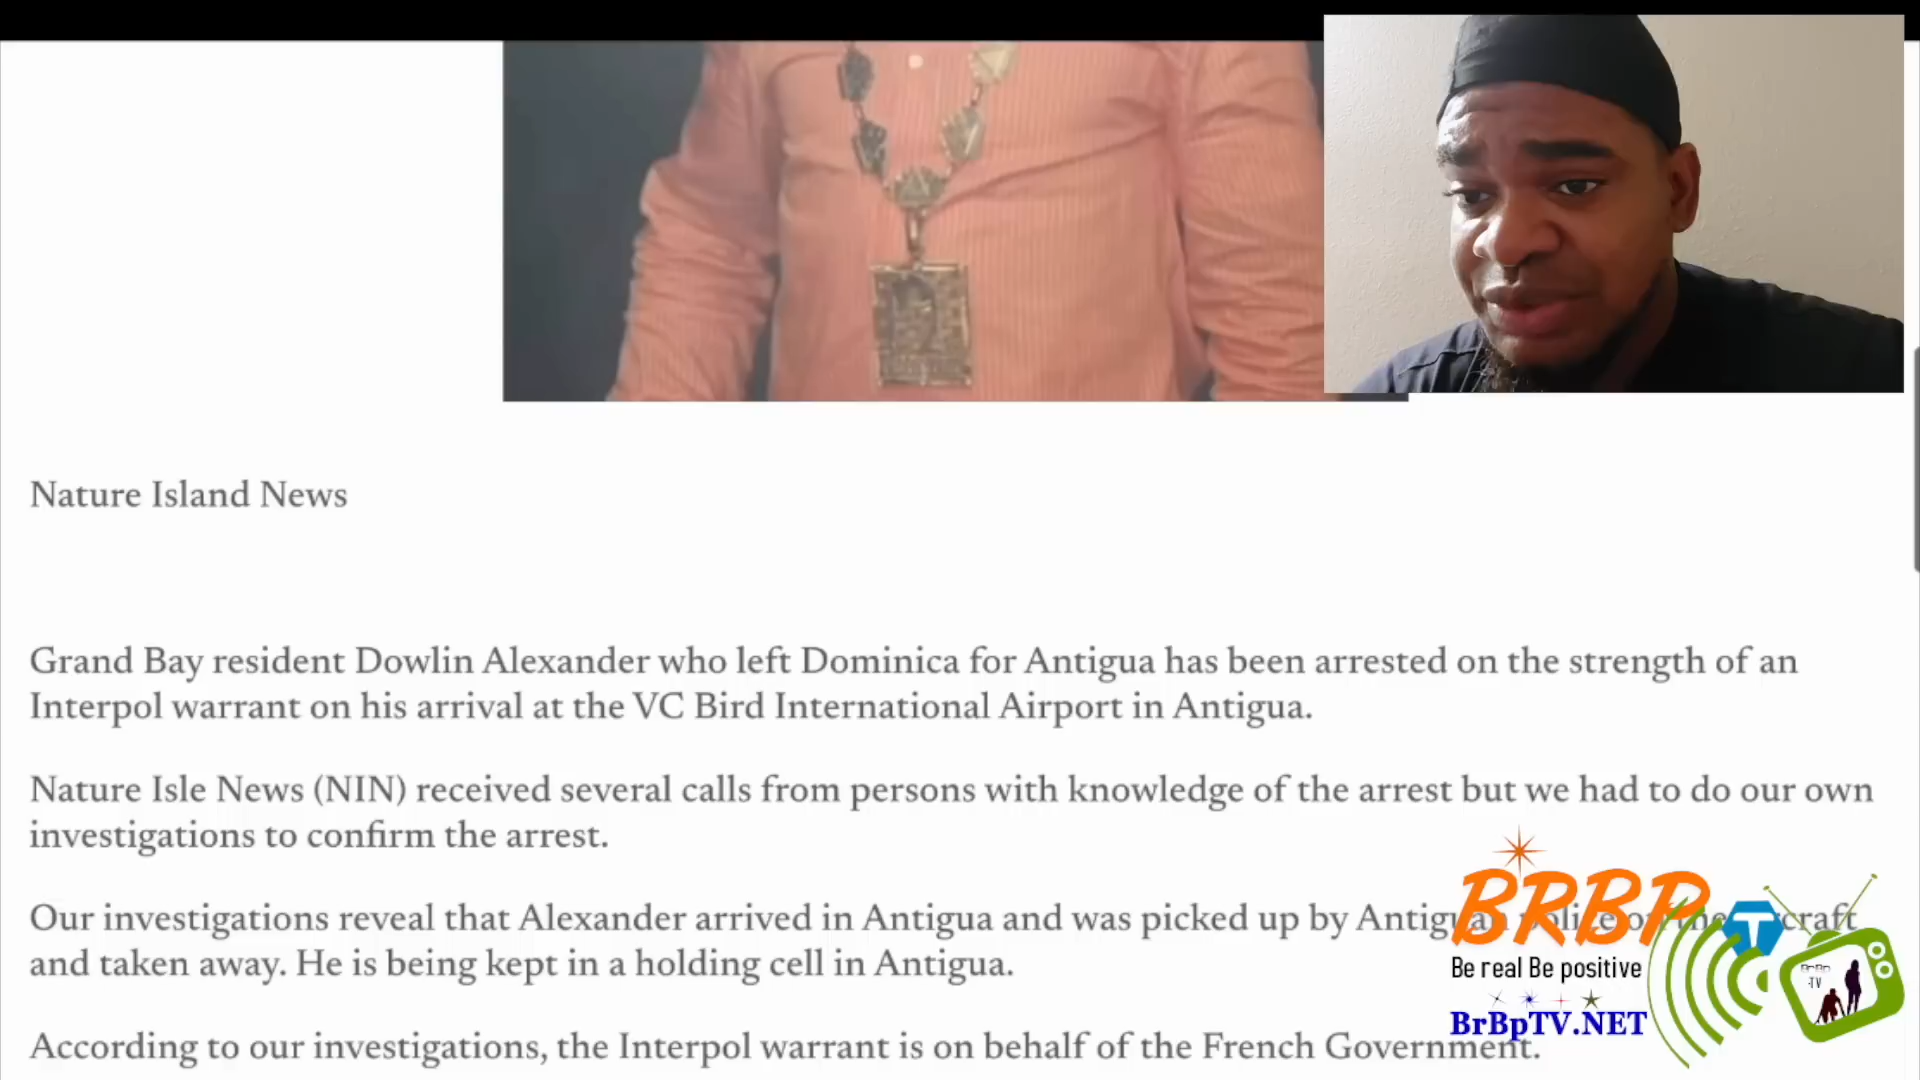 Nature Island News
Grand Bay resident Dowlin Alexander who left Dominica for Antigua has been arrested on the strength of an
Interpol warrant on his arrival at the VC Bird International Airport in Antigua.
Nature Isle News (NIN) received several calls from persons with knowledge of the arrest but we had to do our own
investigations to confirm the arrest.
Our investigations reveal that Alexander arrived in Antigua and was picked up by
and taken away. He is being kept in a holding cell in Antigua.
According to our investigations, the Interpol warrant is on behalf of the French Government.
BRBP T
Be real Be positive
BrBpTV.NET
BrBp
-TV